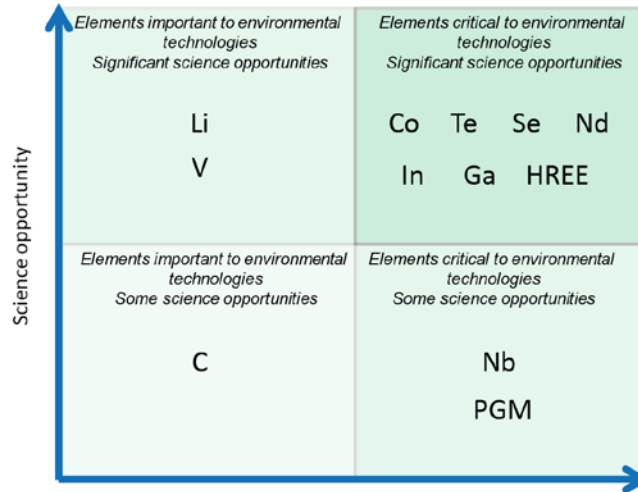 Elements important to environmental
technologies
Significant science opportunities
Li
V
Elements critical to environmental
technologies
Significant science opportunities
Co Te Se Nd
In Ga HREE
Science opportunity
Elements important to environmental
technologies
Some science opportunities
C
Elements critical to environmental
technologies
Some science opportunities
Nb
PGM